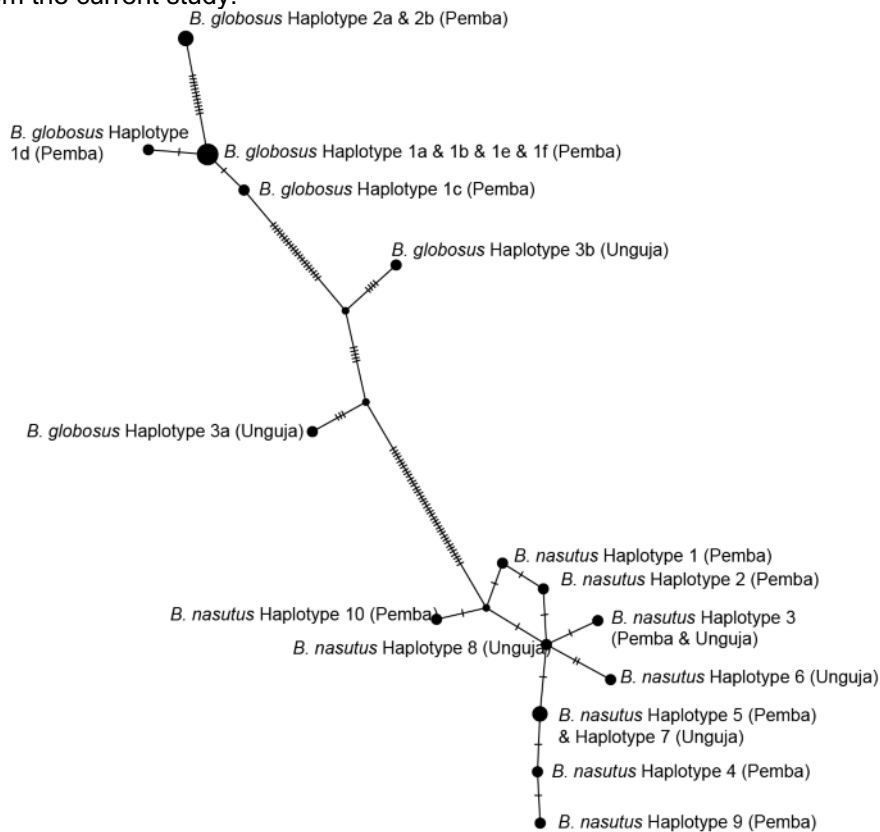 the current study.
B. globosus Haplotype 2a & 2b (Pemba)
B. globosus Haplotype
1d (Pemba)
B. globosus Haplotype 1a & 1b & 1e & 1f (Pemba)
B. globosus Haplotype 1c (Pemba)
B. globosus Haplotype 3b (Unguja)
B. globosus Haplotype 3a (Unguja)
B. nasutus Haplotype 1 (Pemba)
B. nasutus Haplotype 2 (Pemba)
B. nasutus Haplotype 10 (Pemba)
B. nasutus Haplotype 3
(Pemba & Unguja)
B. nasutus Haplotype 8 (Unguja)
B. nasutus Haplotype 6 (Unguja)
B. nasutus Haplotype 5 (Pemba)
& Haplotype 7 (Unguja)
B. nasutus Haplotype 4 (Pemba)
B. nasutus Haplotype 9 (Pemba)